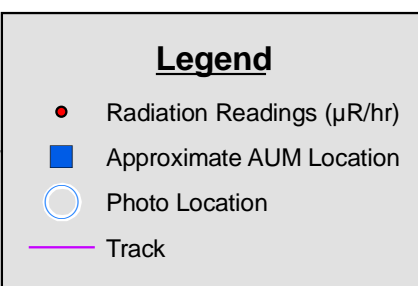 Legend
Radiation Readings (µR/hr)
Approximate AUM Location
Photo Location
Track